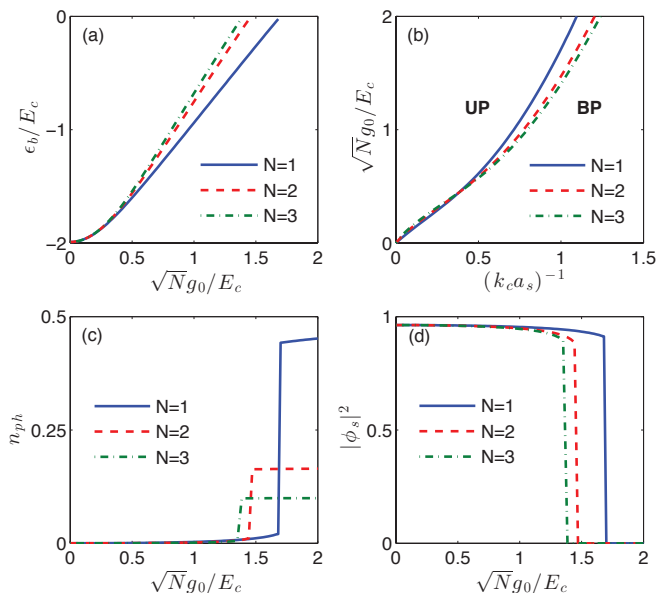 (a)
0
-1
-2
ϵ_b/E_c
N=1
N=2
N=3
0 0.5 1 1.5 2
√N g_0/E_c
(b)
2
1
0
√N g_0/E_c
UP BP
N=1
N=2
N=3
0 0.5 1 1.5
(k_c a_s)^{-1}
(c)
0.5
0.25
0
n_{ph}
N=1
N=2
N=3
0 0.5 1 1.5 2
√N g_0/E_c
(d)
1
0.5
0
|ϕ_s|^2
N=1
N=2
N=3
0 0.5 1 1.5 2
√N g_0/E_c